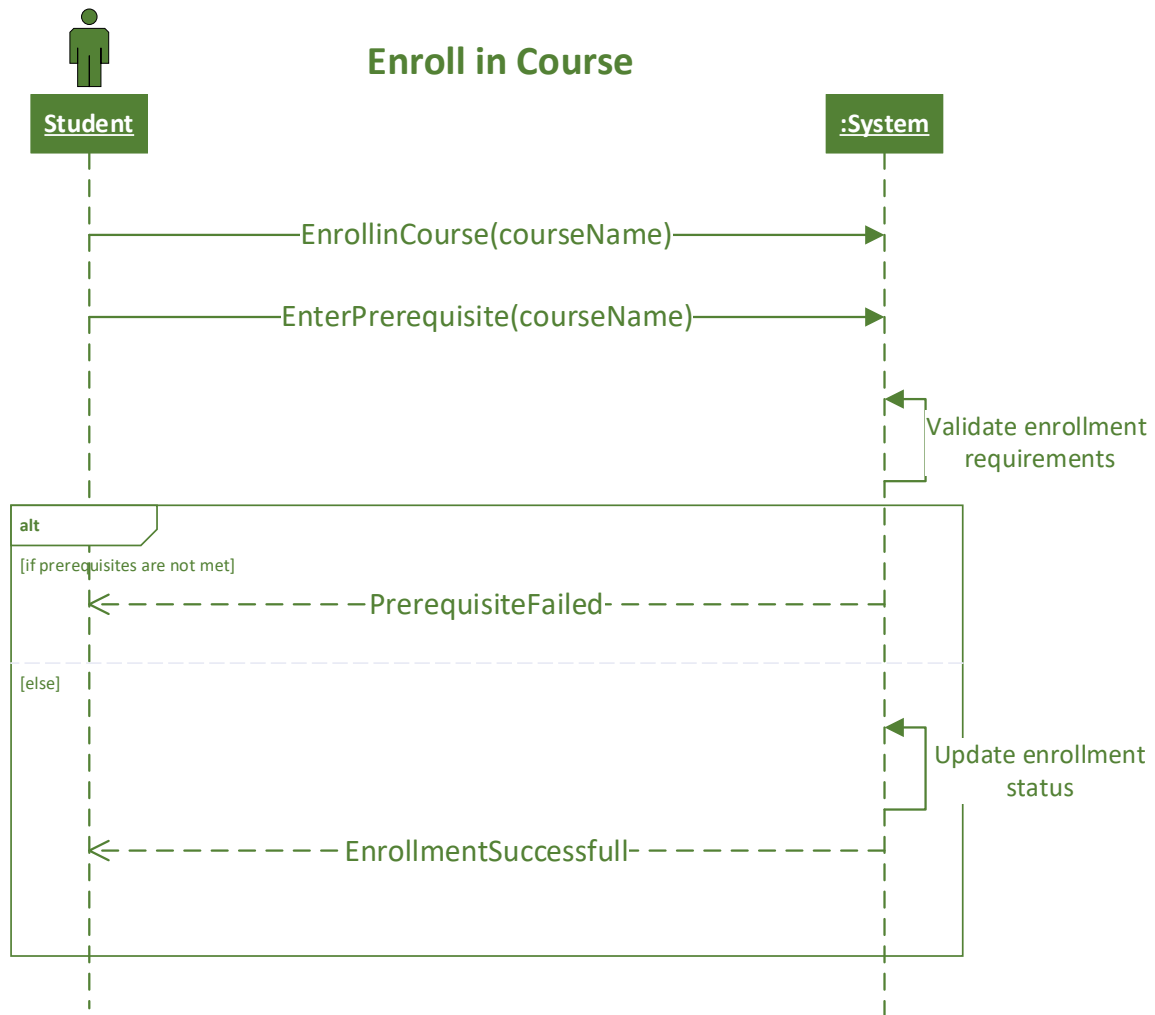 Enroll in Course
Student
:System
EnrollinCourse(courseName)
EnterPrerequisite(courseName)
Validate enrollment
requirements
alt
[if prerequisites are not met]
PrerequisiteFailed
[else]
Update enrollment
status
EnrollmentSuccessfull